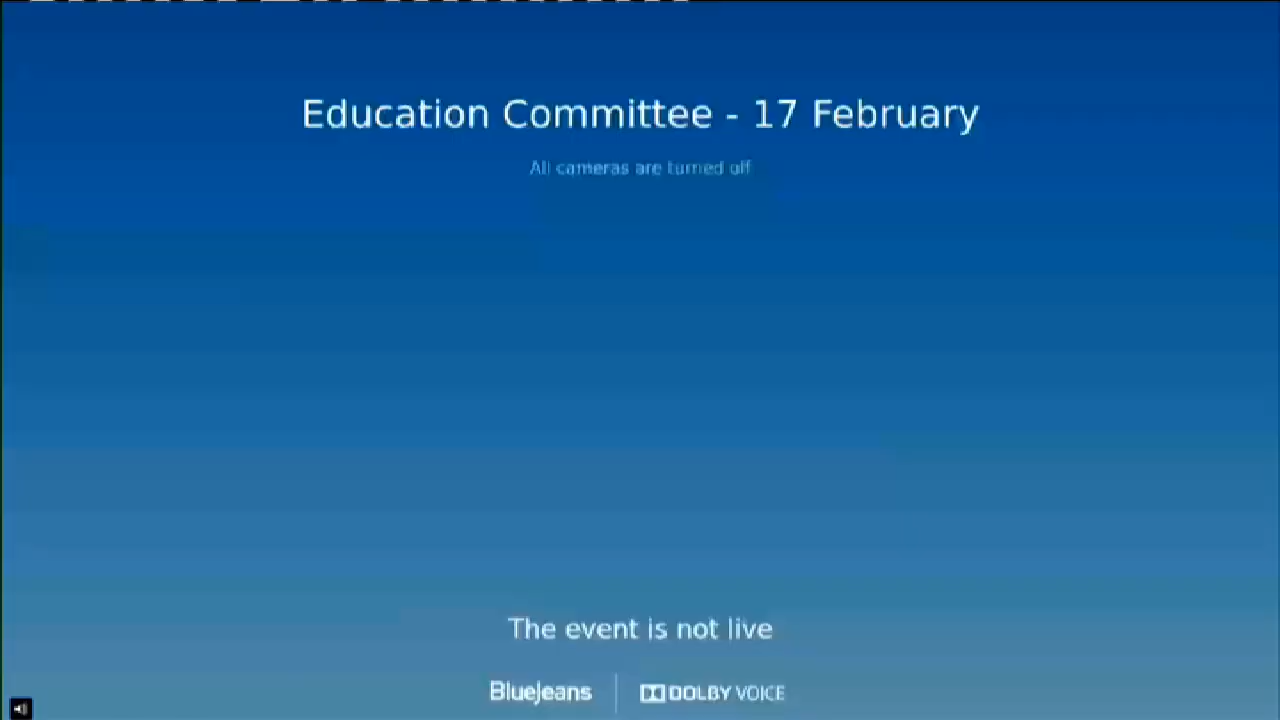 Education Committee - 17 February
All cameras are turned off
The event is not live
BlueJeans
DOLBY VOICE